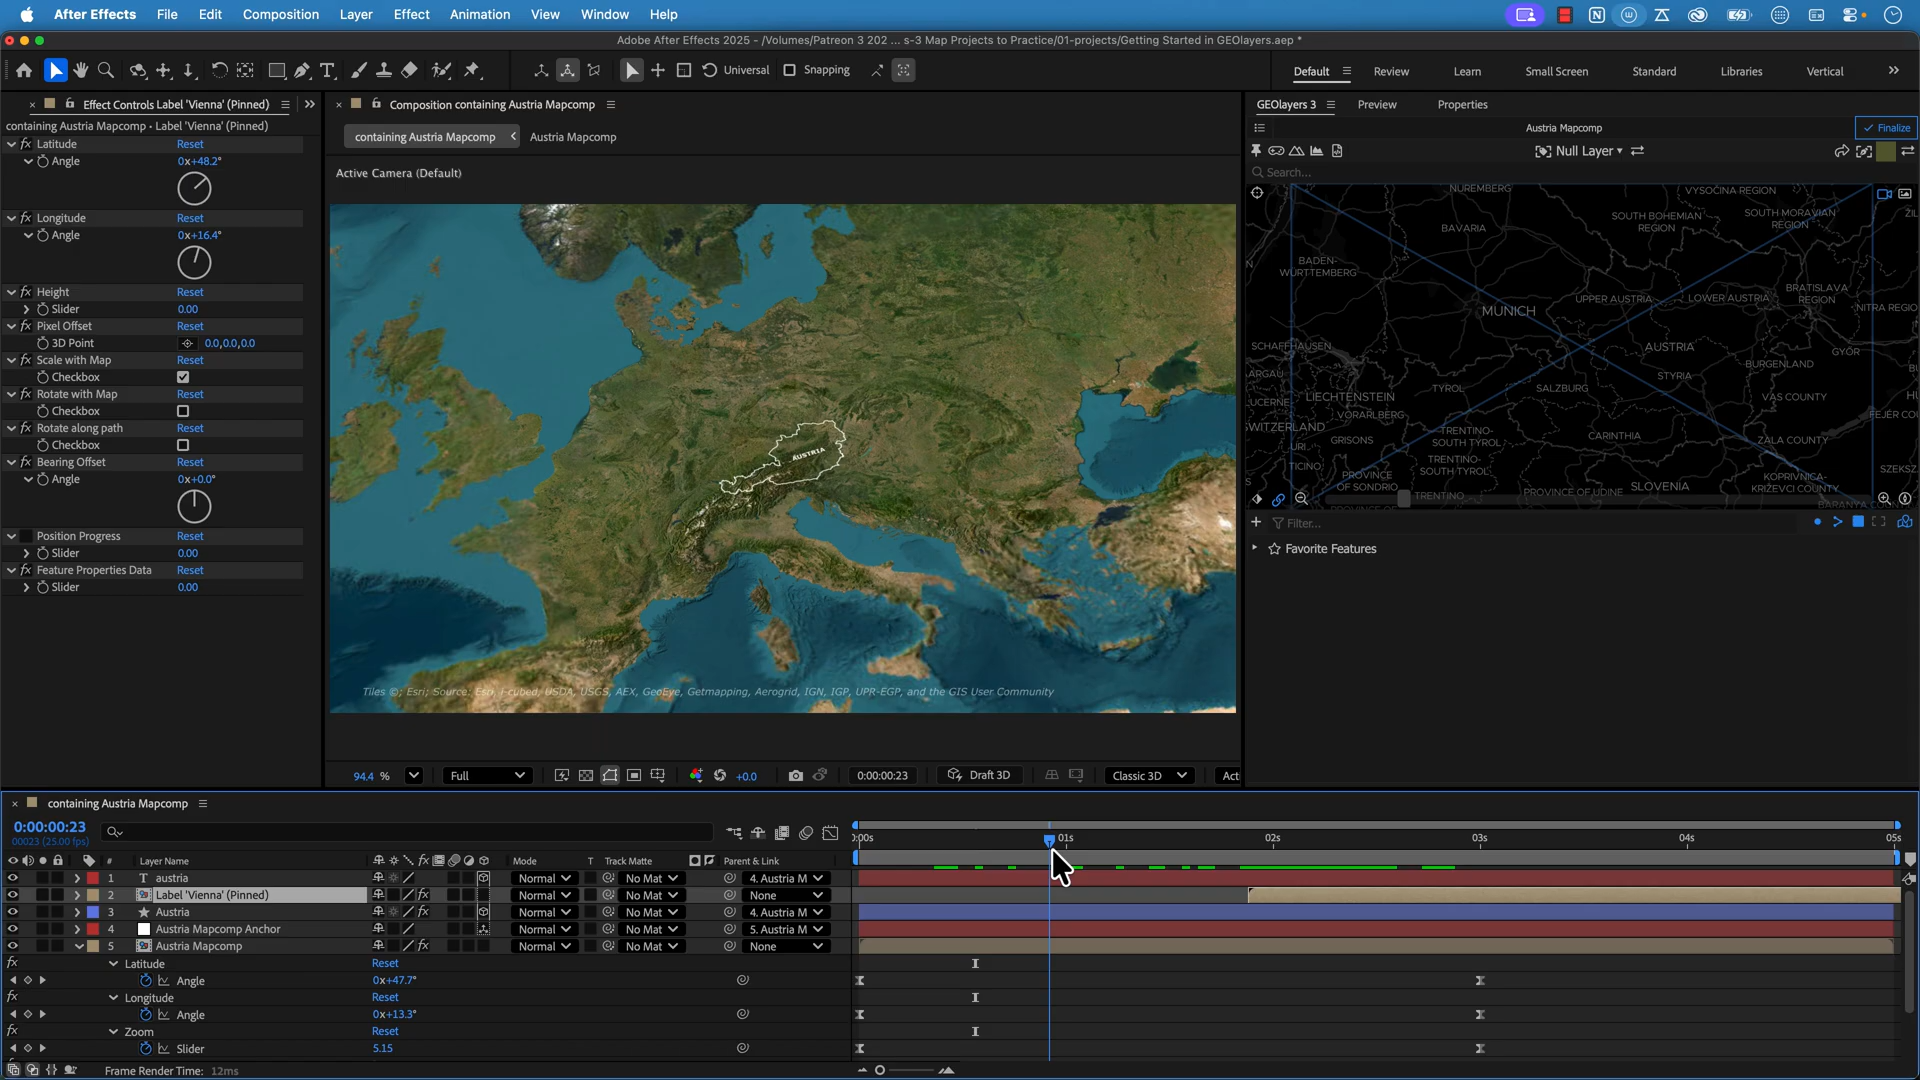 After Effects File Edit Composition Layer Effect Animation View Window Help
Adobe After Effects 2025 - /Volumes/Patreon 3 202 ... s-3 Map Projects to Practice/01-projects/Getting Started in GEOlayers.aep *
Universal Snapping Default Review Learn Small Screen Standard Libraries Vertical
Effect Controls Label 'Vienna' (Pinned)
containing Austria Mapcomp • Label 'Vienna' (Pinned)
Latitude Reset
Angle 0x+48.2°
Longitude Reset
Angle 0x+16.4°
Height Reset
Slider 0.00
Pixel Offset Reset
3D Point 0.0,0.0,0.0
Scale with Map Reset
Checkbox
Rotate with Map Reset
Checkbox
Rotate along path Reset
Checkbox
Bearing Offset Reset
Angle 0x+0.0°
Position Progress Reset
Slider 0.00
Feature Properties Data Reset
Slider 0.00
Composition containing Austria Mapcomp
containing Austria Mapcomp Austria Mapcomp
Active Camera (Default)
AUSTRIA
Tiles ©; Esri; Source: Esri, i-cubed, USDA, USGS, AEX, GeoEye, Getmapping, Aerogrid, IGN, IGP, UPR-EGP, and the GIS User Community
94.4 % Full +0.0 0:00:00:23 Draft 3D Classic 3D Act
GEOlayers 3 Preview Properties
Austria Mapcomp Finalize
Null Layer
Search...
NUREMBERG
VYSOČINA REGION
SOUTH BOHEMIAN REGION
SOUTH MORAVIAN REGION
BAVARIA
BADEN-WÜRTTEMBERG
BRATISLAVA REGION
UPPER AUSTRIA
LOWER AUSTRIA
NITRA REGION
MUNICH
SCHAFFHAUSEN
AUSTRIA
GYŐR
BURGENLAND
AARGAU
STYRIA
TYROL
SALZBURG
LIECHTENSTEIN
LUCERNE
VAS COUNTY
VORARLBERG
FEJÉR COU
SWITZERLAND
URI
GRISONS
TRENTINO-SOUTH TYROL
CARINTHIA
ZALA COUNTY
TICINO
TRENTINO-SOUTH TYROL
PROVINCE OF SONDRIO
KOPRIVNICA-KRIŽEVCI COUNTY
SZEKSZ
SLOVENIA
TRENTINO
PROVINCE OF UDINE
Filter...
Favorite Features
containing Austria Mapcomp
0:00:00:23
00023 (25.00 fps)
:00s 01s 02s 03s 04s 05s
# Layer Name Mode T Track Matte Parent & Link
1 austria Normal No Mat 4. Austria M
2 Label 'Vienna' (Pinned) Normal No Mat None
3 Austria Normal No Mat 4. Austria M
4 Austria Mapcomp Anchor Normal No Mat 5. Austria M
5 Austria Mapcomp Normal No Mat None
Latitude Reset
Angle 0x+47.7°
Longitude Reset
Angle 0x+13.3°
Zoom Reset
Slider 5.15
Frame Render Time: 12ms